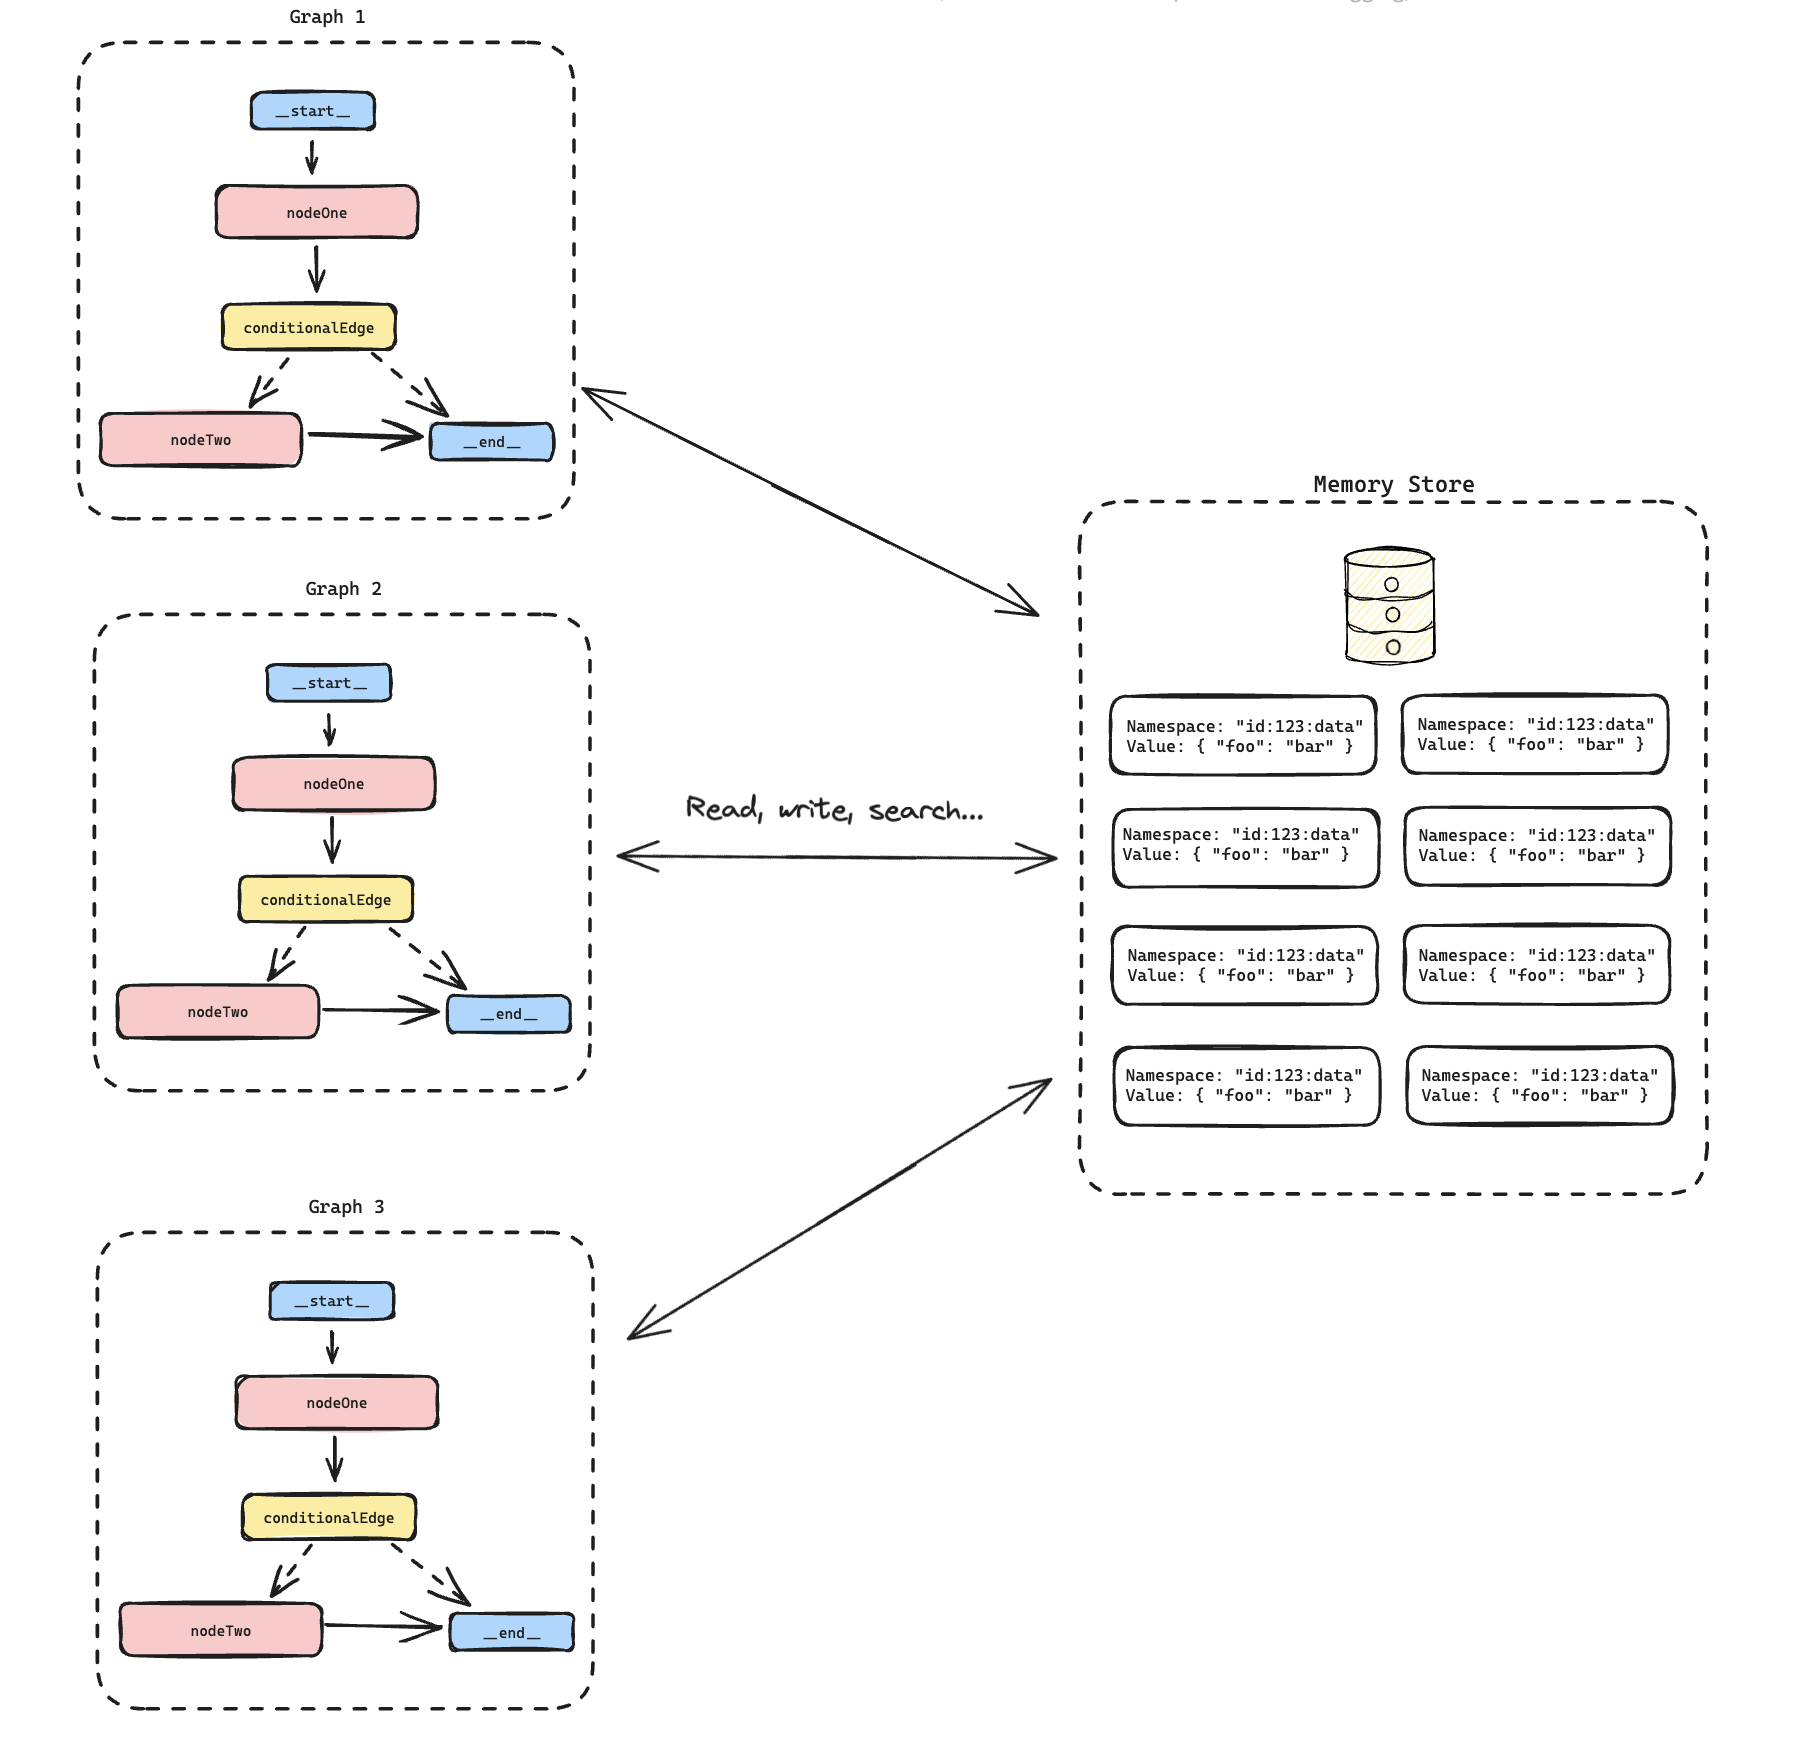 Graph 1
__start__
nodeOne
conditionalEdge
nodeTwo
__end__
Graph 2
__start__
nodeOne
conditionalEdge
nodeTwo
__end__
Graph 3
__start__
nodeOne
conditionalEdge
nodeTwo
__end__
Read, write, search...
Memory Store
Namespace: "id:123:data"
Value: { "foo": "bar" }
Namespace: "id:123:data"
Value: { "foo": "bar" }
Namespace: "id:123:data"
Value: { "foo": "bar" }
Namespace: "id:123:data"
Value: { "foo": "bar" }
Namespace: "id:123:data"
Value: { "foo": "bar" }
Namespace: "id:123:data"
Value: { "foo": "bar" }
Namespace: "id:123:data"
Value: { "foo": "bar" }
Namespace: "id:123:data"
Value: { "foo": "bar" }